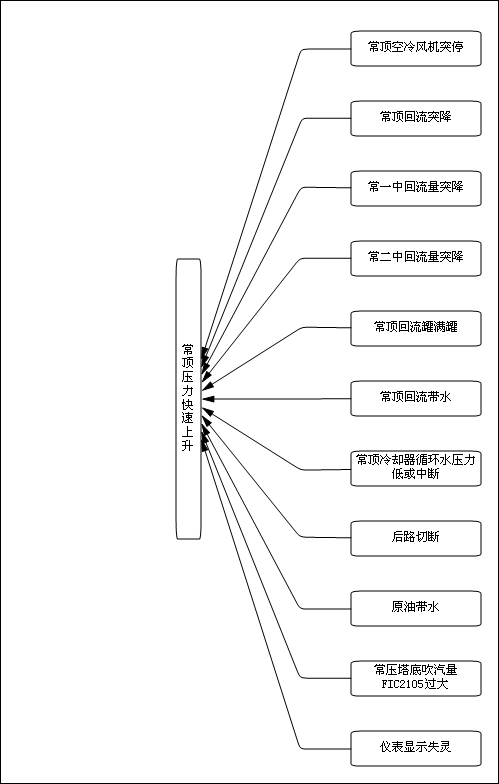 常顶空冷风机突停
常顶回流突降
常一中回流量突降
常二中回流量突降
常顶回流罐满罐
常顶压力快速上升
常顶回流带水
常顶冷却器循环水压力
低或中断
后路切断
原油带水
常压塔底吹汽量
FIC2105过大
仪表显示失灵